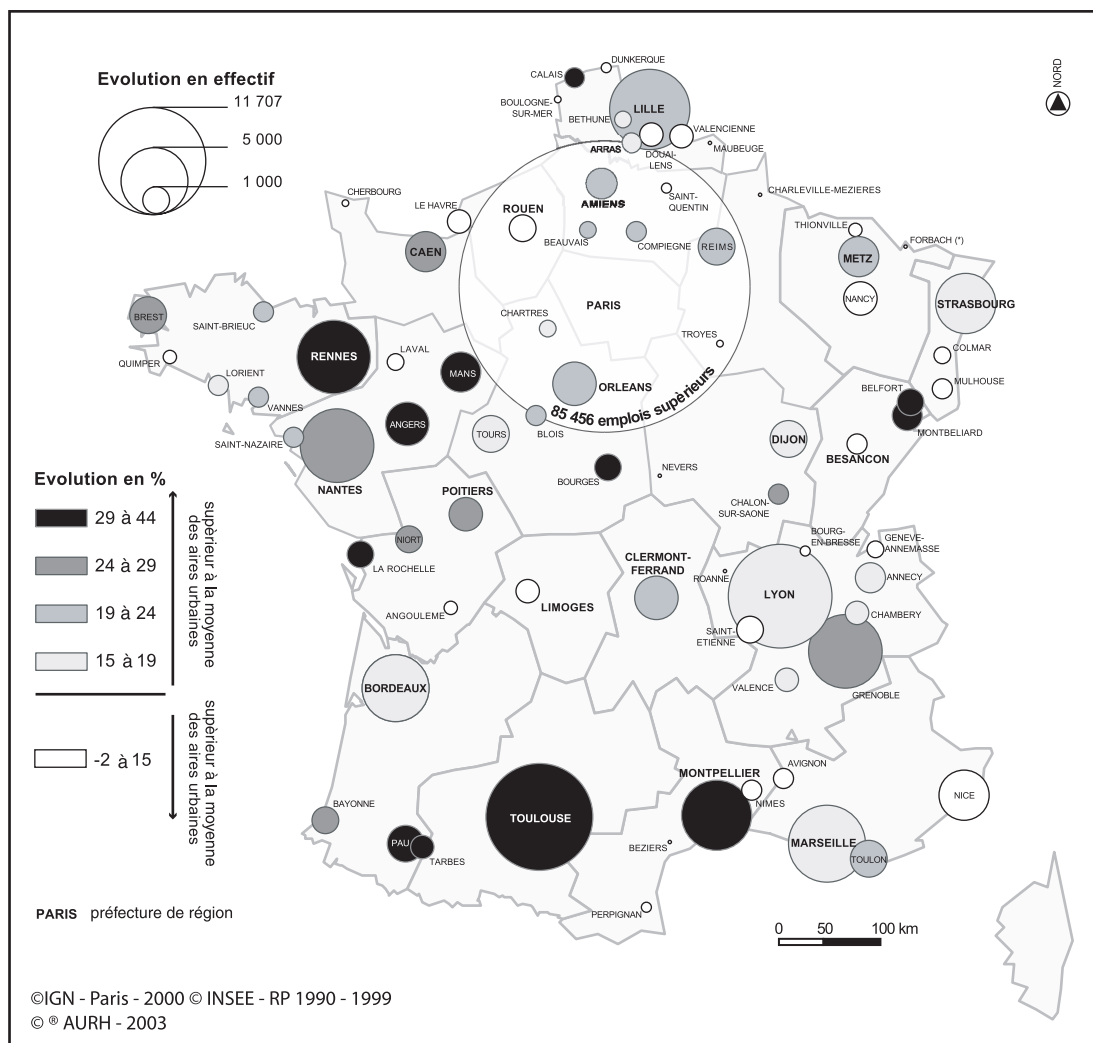 Evolution en effectif
11 707
5 000
1 000
NORD
DUNKERQUE
CALAIS
BOULOGNE-
SUR-MER
LILLE
BETHUNE
VALENCIENNE
ARRAS
DOUAI-
LENS
MAUBEUGE
CHERBOURG
LE HAVRE
ROUEN
AMIENS
SAINT-
QUENTIN
CHARLEVILLE-MEZIERES
BEAUVAIS
COMPIEGNE
REIMS
THIONVILLE
FORBACH (*)
CAEN
METZ
NANCY
STRASBOURG
BREST
SAINT-BRIEUC
CHARTRES
PARIS
TROYES
COLMAR
QUIMPER
RENNES
LAVAL
MANS
LORIENT
VANNES
ORLEANS
85 456 emplois supérieurs
BELFORT
MULHOUSE
MONTBELIARD
SAINT-NAZAIRE
ANGERS
TOURS
BLOIS
DIJON
BESANCON
NANTES
POITIERS
BOURGES
NEVERS
CHALON-
SUR-SAONE
NIORT
LA ROCHELLE
BOURG-
EN-BRESSE
GENEVE-
ANNEMASSE
CLERMONT-
FERRAND
ROANNE
LYON
ANNECY
ANGOULEME
LIMOGES
CHAMBERY
SAINT-
ETIENNE
BORDEAUX
VALENCE
GRENOBLE
MONTPELLIER
AVIGNON
NIMES
NICE
BAYONNE
TOULOUSE
PAU
TARBES
BEZIERS
MARSEILLE
TOULON
PERPIGNAN
0 50 100 km
Evolution en %
29 à 44
24 à 29
19 à 24
15 à 19
supèrieur à la moyenne
des aires urbaines
-2 à 15
supèrieur à la moyenne
des aires urbaines
PARIS préfecture de région
©IGN - Paris - 2000 © INSEE - RP 1990 - 1999
© ® AURH - 2003